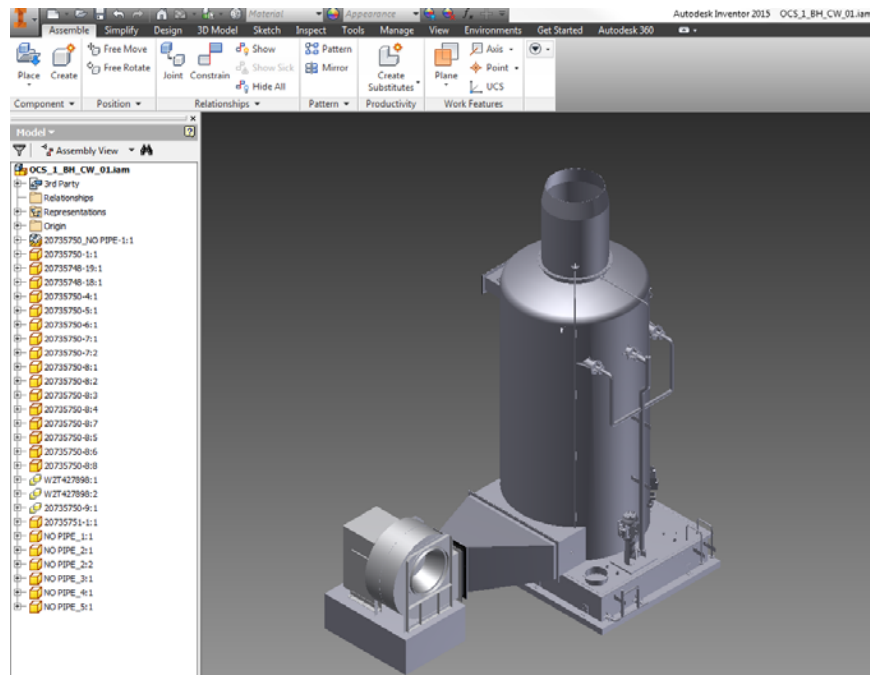 Material
Appearance
Autodesk Inventor 2015 OCS_1_BH_CW_01.iam
Assemble Simplify Design 3D Model Sketch Inspect Tools Manage View Environments Get Started Autodesk 360
Place
Create
Free Move
Free Rotate
Joint
Constrain
Show
Show Sick
Hide All
Pattern
Mirror
Create
Substitutes
Plane
Axis
Point
UCS
Component Position Relationships Pattern Productivity Work Features
Model
Assembly View
OCS_1_BH_CW_01.iam
3rd Party
Relationships
Representations
Origin
20735750_NO PIPE-1:1
20735750-1:1
20735748-19:1
20735748-18:1
20735750-4:1
20735750-5:1
20735750-6:1
20735750-7:1
20735750-7:2
20735750-8:1
20735750-8:2
20735750-8:3
20735750-8:4
20735750-8:7
20735750-8:5
20735750-8:6
20735750-8:8
W2T427898:1
W2T427898:2
20735750-9:1
20735751-1:1
NO PIPE_1:1
NO PIPE_2:1
NO PIPE_2:2
NO PIPE_3:1
NO PIPE_4:1
NO PIPE_5:1